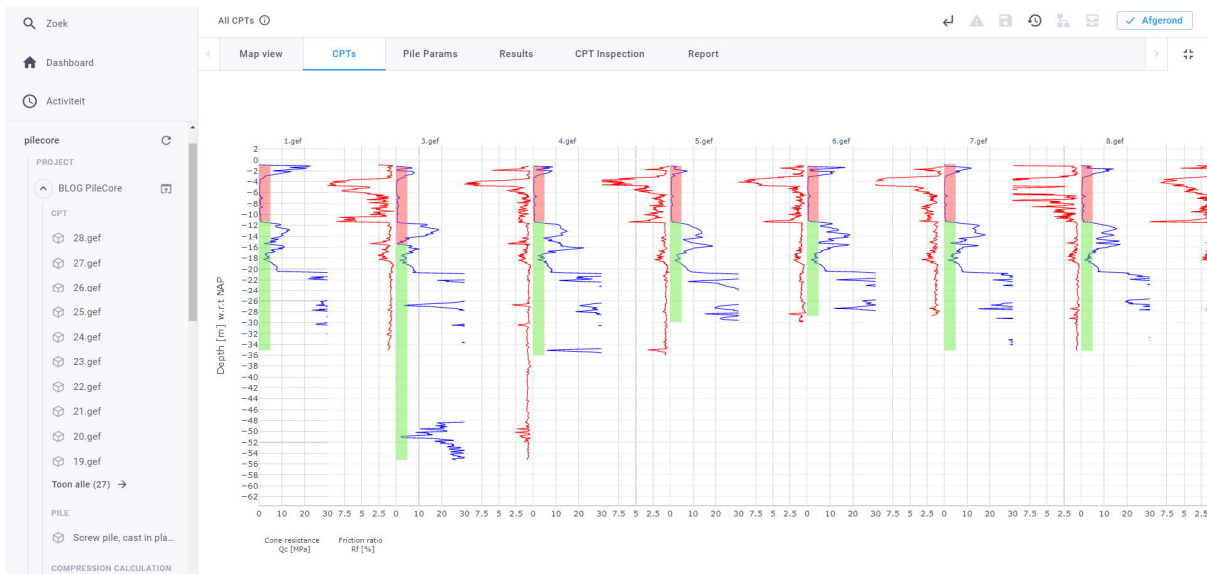 Zoek
Dashboard
Activiteit
pilecore
PROJECT
BLOG PileCore
CPT
28.gef
27.gef
26.gef
25.gef
24.gef
23.gef
22.gef
21.gef
20.gef
19.gef
Toon alle (27)
PILE
Screw pile, cast in pla...
COMPRESSION CALCULATION
All CPTs
Afgerond
Map view CPTs Pile Params Results CPT Inspection Report
1.gef 3.gef 4.gef 5.gef 6.gef 7.gef 8.gef
Depth [m] w.r.t NAP
2
0
−2
−4
−6
−8
−10
−12
−14
−16
−18
−20
−22
−24
−26
−28
−30
−32
−34
−36
−38
−40
−42
−44
−46
−48
−50
−52
−54
−56
−58
−60
−62
0 10 20 30 7.5 5 2.5 0 10 20 30 7.5 5 2.5 0 10 20 30 7.5 5 2.5 0 10 20 30 7.5 5 2.5 0 10 20 30 7.5 5 2.5 0 10 20 30 7.5 5 2.5 0 10 20 30 7.5 5 2.5
Cone resistance Friction ratio
Qc [MPa] Rf [%]